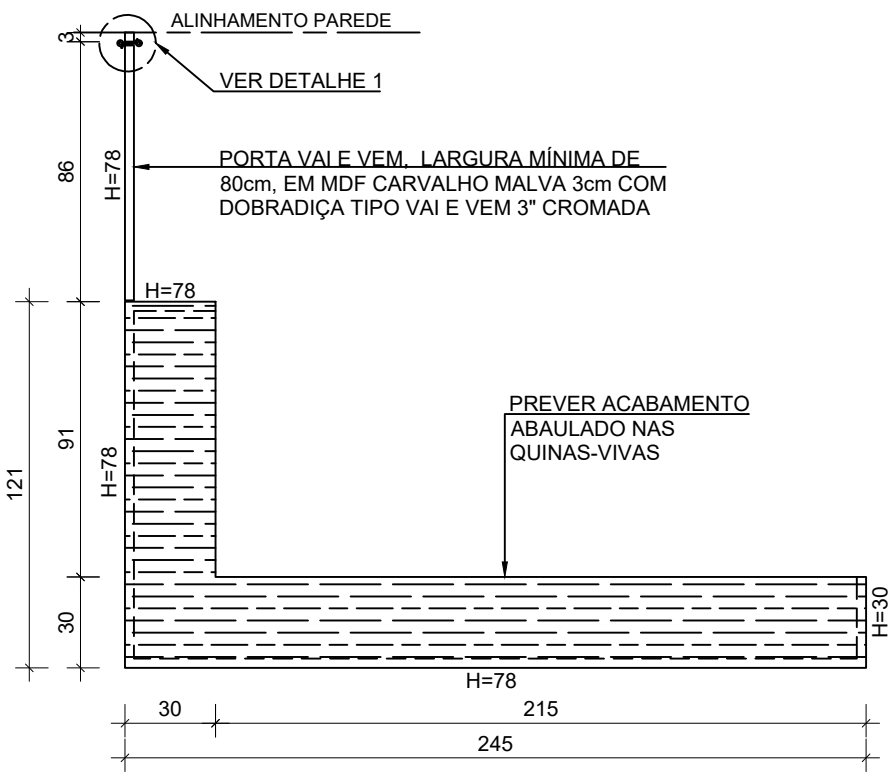 ALINHAMENTO PAREDE
3
VER DETALHE 1
86
H=78
PORTA VAI E VEM, LARGURA MÍNIMA DE
80cm, EM MDF CARVALHO MALVA 3cm COM
DOBRADIÇA TIPO VAI E VEM 3" CROMADA
H=78
PREVER ACABAMENTO
ABAULADO NAS
QUINAS-VIVAS
121
91
H=78
30
H=30
H=78
30
215
245